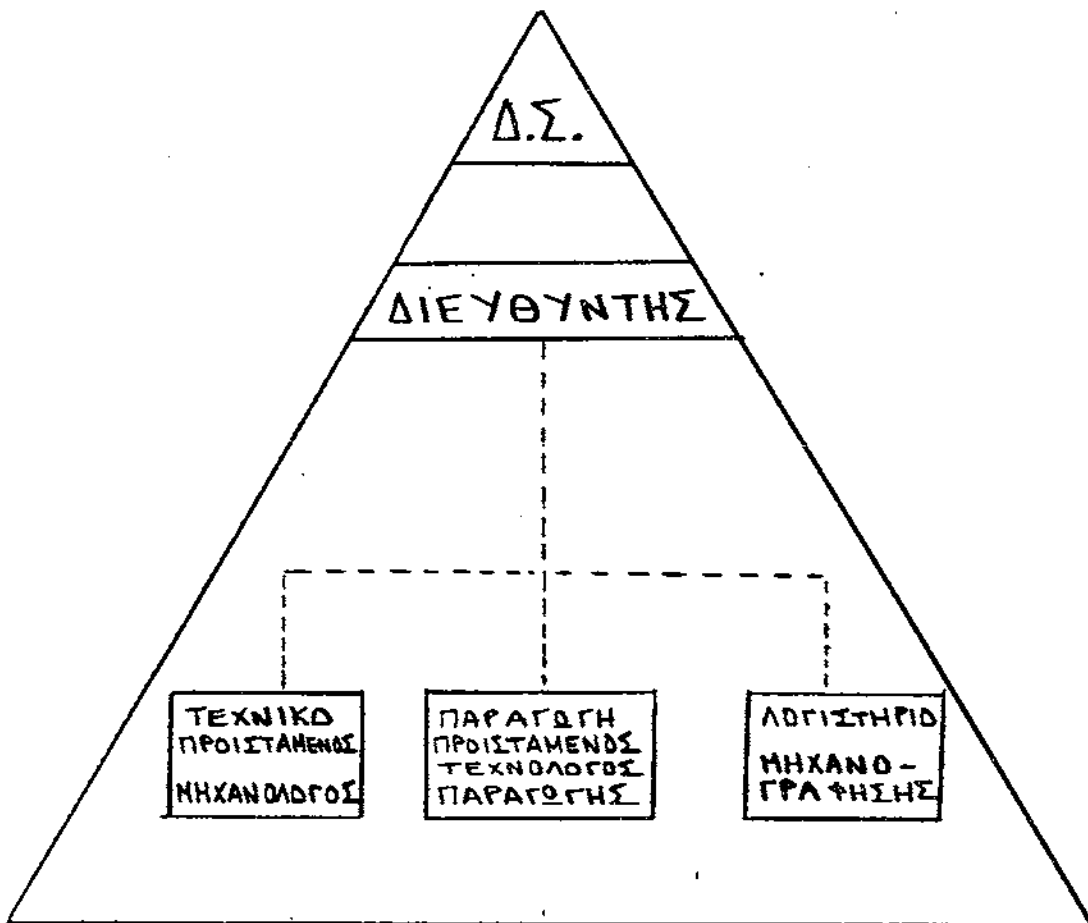 Δ.Σ.
ΔΙΕΥΘΥΝΤΗΣ
ΤΕΧΝΙΚΟ
ΠΡΟΙΣΤΑΜΕΝΟΣ
ΜΗΧΑΝΟΛΟΓΟΣ
ΠΑΡΑΓΩΓΗ
ΠΡΟΙΣΤΑΜΕΝΟΣ
ΤΕΧΝΟΛΟΓΟΣ
ΠΑΡΑΓΩΓΗΣ
ΛΟΓΙΣΤΗΡΙΟ
ΜΗΧΑΝΟ-
ΓΡΑΦΗΣΗΣ